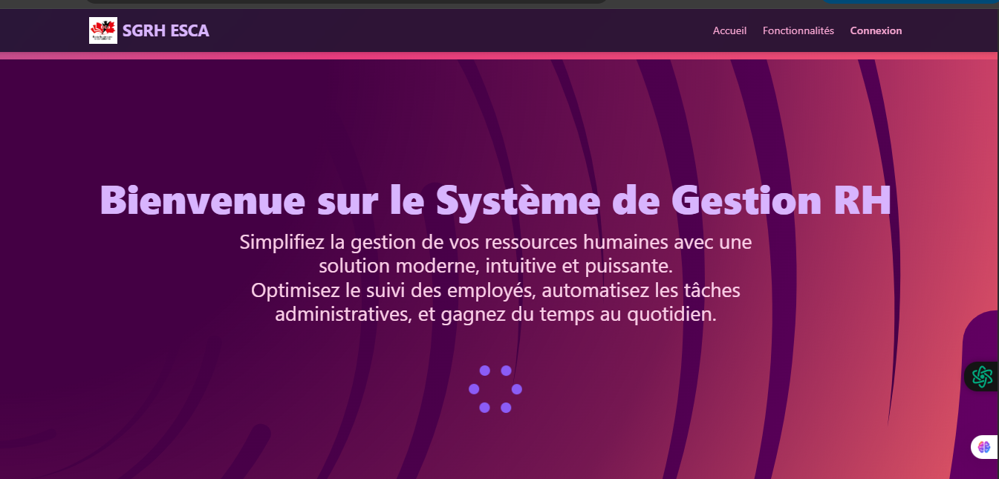 SGRH ESCA
Accueil
Fonctionnalités
Connexion
Bienvenue sur le Système de Gestion RH
Simplifiez la gestion de vos ressources humaines avec une
solution moderne, intuitive et puissante.
Optimisez le suivi des employés, automatisez les tâches
administratives, et gagnez du temps au quotidien.